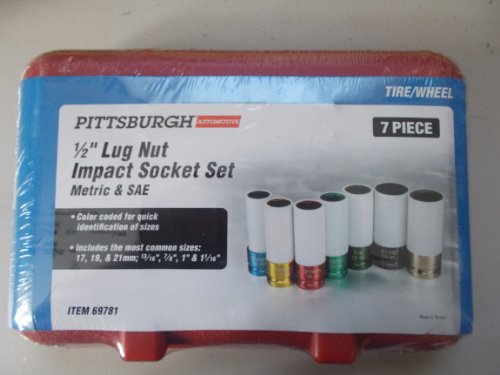 TIRE/WHEEL
PITTSBURGH AUTOMOTIVE
7 PIECE
½" Lug Nut
Impact Socket Set
Metric & SAE
• Color coded for quick
identification of sizes
• Includes the most common sizes:
17, 19, & 21mm; 13/16", 7/8", 1" & 1 1/16"
ITEM 69781